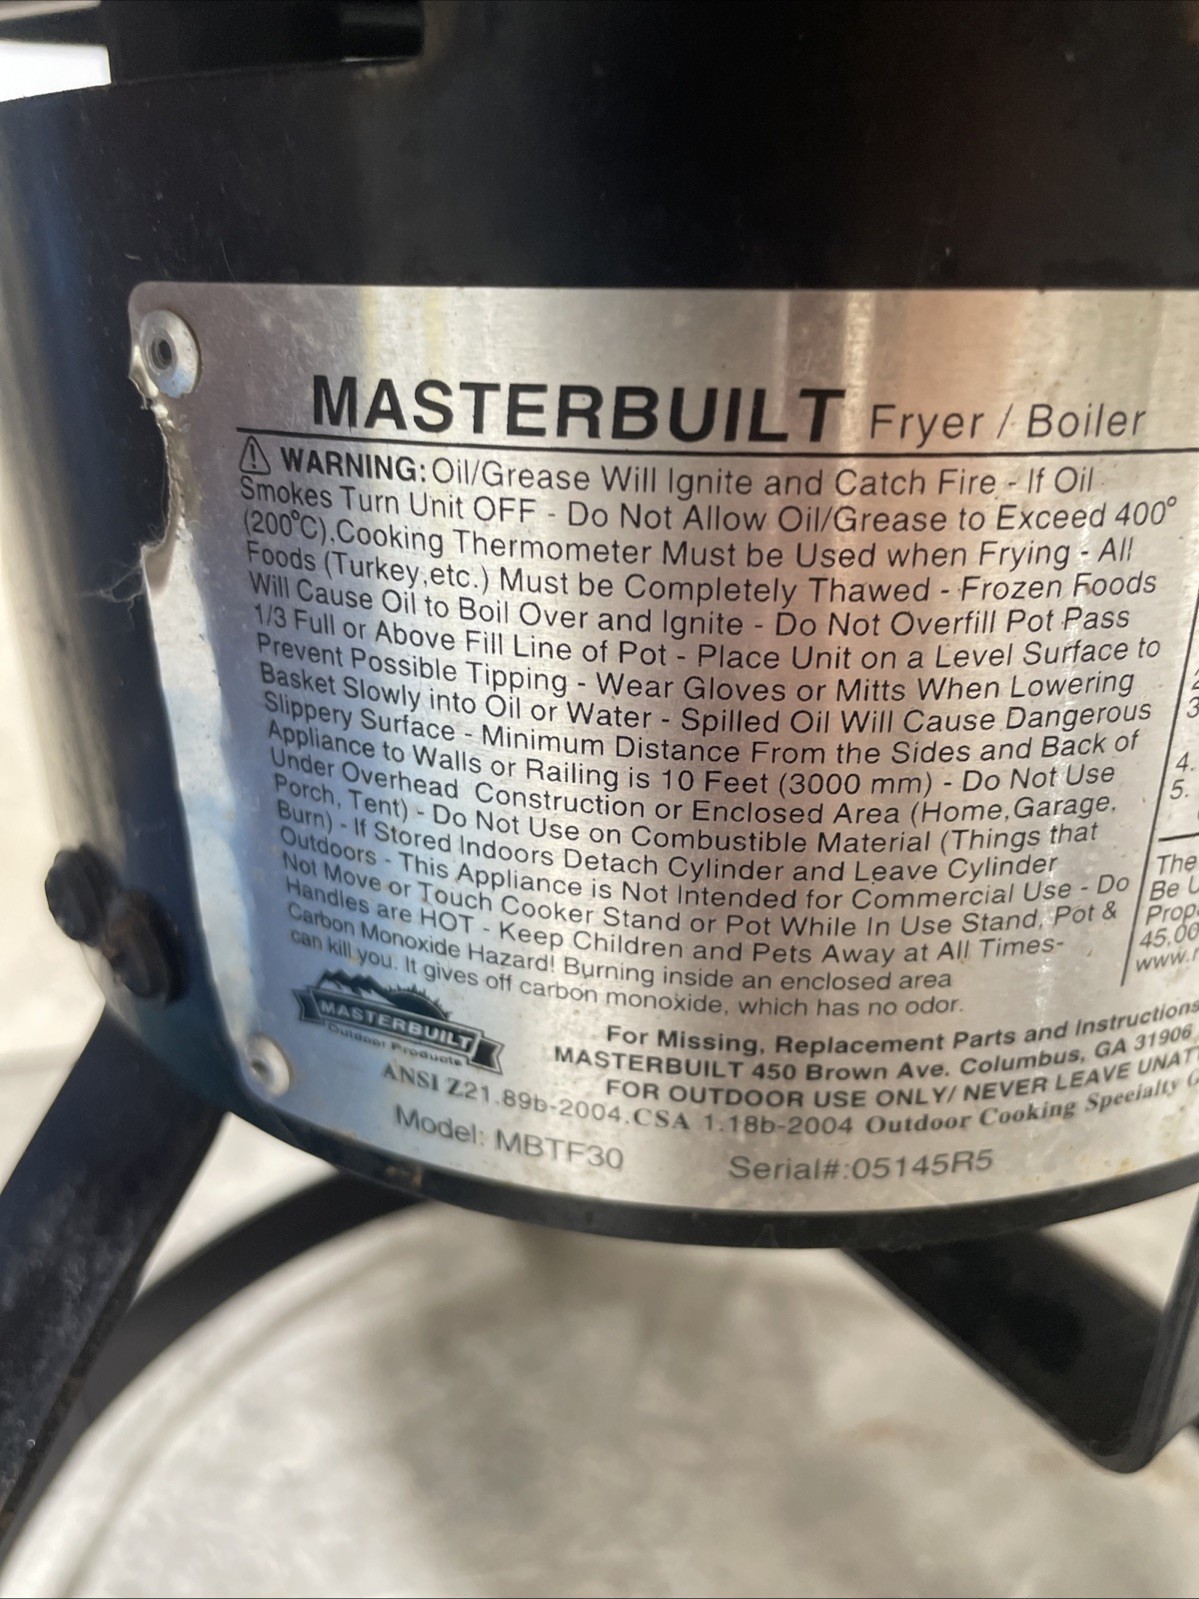 MASTERBUILT Fryer / Boiler
WARNING: Oil/Grease Will Ignite and Catch Fire - If Oil
Smokes Turn Unit OFF - Do Not Allow Oil/Grease to Exceed 400°
(200°C).Cooking Thermometer Must be Used when Frying - All
Foods (Turkey,etc.) Must be Completely Thawed - Frozen Foods
Will Cause Oil to Boil Over and Ignite - Do Not Overfill Pot Pass
1/3 Full or Above Fill Line of Pot - Place Unit on a Level Surface to
Prevent Possible Tipping - Wear Gloves or Mitts When Lowering
Basket Slowly into Oil or Water - Spilled Oil Will Cause Dangerous
Slippery Surface - Minimum Distance From the Sides and Back of
Appliance to Walls or Railing is 10 Feet (3000 mm) - Do Not Use
Under Overhead Construction or Enclosed Area (Home,Garage,
Porch, Tent) - Do Not Use on Combustible Material (Things that
Burn) - If Stored Indoors Detach Cylinder and Leave Cylinder
Outdoors - This Appliance is Not Intended for Commercial Use - Do
Not Move or Touch Cooker Stand or Pot While In Use Stand, Pot &
Handles are HOT - Keep Children and Pets Away at All Times-
Carbon Monoxide Hazard! Burning inside an enclosed area
can kill you. It gives off carbon monoxide, which has no odor.
MASTERBUILT
Outdoor Products
For Missing, Replacement Parts and Instructions
MASTERBUILT 450 Brown Ave. Columbus, GA 31906
FOR OUTDOOR USE ONLY/ NEVER LEAVE UNATT
ANSI Z21.89b-2004.CSA 1.18b-2004 Outdoor Cooking Specialty G
Model: MBTF30
Serial#:05145R5
3
4.
5.
The
Be U
Prop
45.00
www.